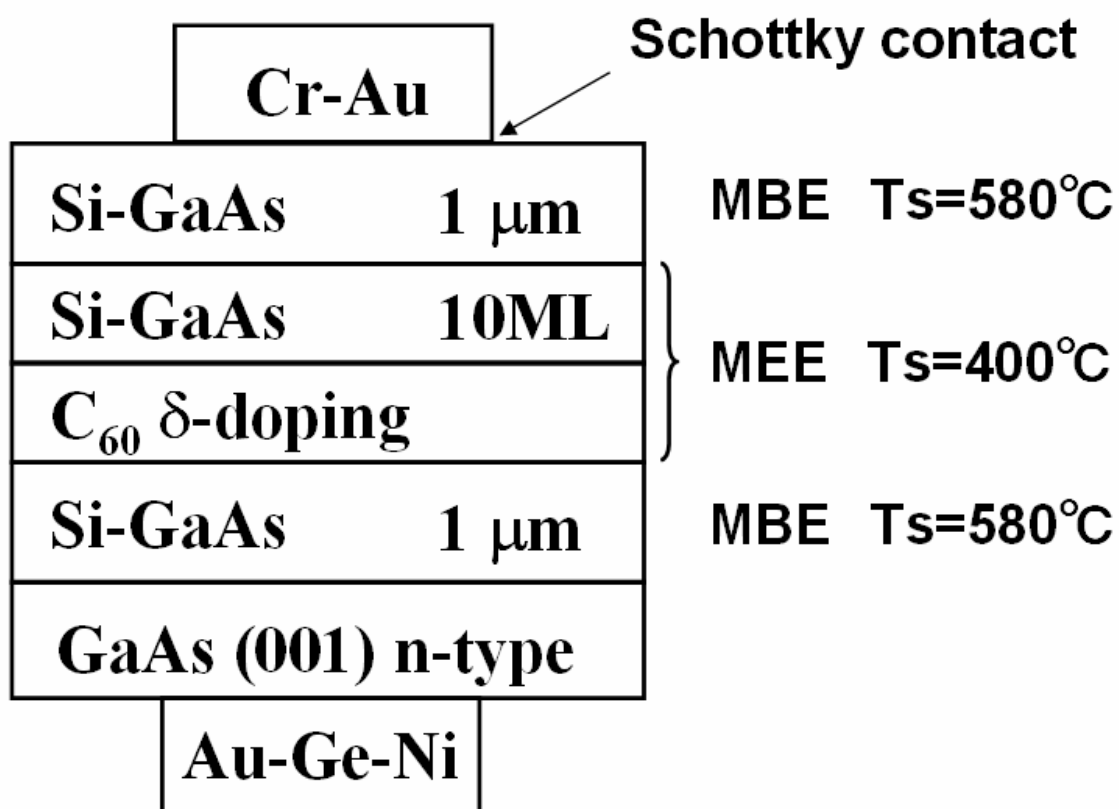 Schottky contact
Cr-Au
Si-GaAs 1 μm MBE Ts=580℃
Si-GaAs 10ML
MEE Ts=400℃
C₆₀ δ-doping
Si-GaAs 1 μm MBE Ts=580℃
GaAs (001) n-type
Au-Ge-Ni